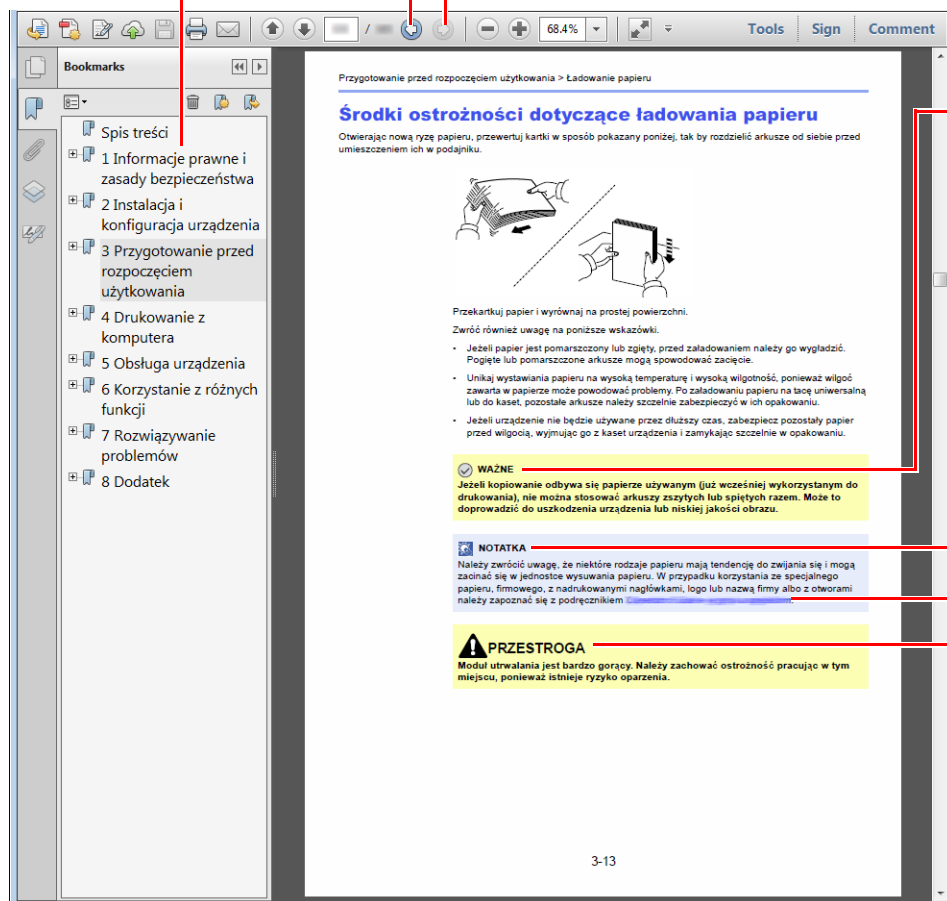 /
68.4%
Tools
Sign
Comment
Bookmarks
Spis treści
1 Informacje prawne i
zasady bezpieczeństwa
2 Instalacja i
konfiguracja urządzenia
3 Przygotowanie przed
rozpoczęciem
użytkowania
4 Drukowanie z
komputera
5 Obsługa urządzenia
6 Korzystanie z różnych
funkcji
7 Rozwiązywanie
problemów
8 Dodatek
Przygotowanie przed rozpoczęciem użytkowania > Ładowanie papieru
Środki ostrożności dotyczące ładowania papieru
Otwierając nową ryzę papieru, przewertuj kartki w sposób pokazany poniżej, tak by rozdzielić arkusze od siebie przed
umieszczeniem ich w podajniku.
Przekartkuj papier i wyrównaj na prostej powierzchni.
Zwróć również uwagę na poniższe wskazówki.
• Jeżeli papier jest pomarszczony lub zgięty, przed załadowaniem należy go wygładzić.
Pogięte lub pomarszczone arkusze mogą spowodować zacięcie.
• Unikaj wystawiania papieru na wysoką temperaturę i wysoką wilgotność, ponieważ wilgoć
zawarta w papierze może powodować problemy. Po załadowaniu papieru na tacę uniwersalną
lub do kaset, pozostałe arkusze należy szczelnie zabezpieczyć w ich opakowaniu.
• Jeżeli urządzenie nie będzie używane przez dłuższy czas, zabezpiecz pozostały papier
przed wilgocią, wyjmując go z kaset urządzenia i zamykając szczelnie w opakowaniu.
WAŻNE
Jeżeli kopiowanie odbywa się papierze używanym (już wcześniej wykorzystanym do
drukowania), nie można stosować arkuszy zszytych lub spiętych razem. Może to
doprowadzić do uszkodzenia urządzenia lub niskiej jakości obrazu.
NOTATKA
Należy zwrócić uwagę, że niektóre rodzaje papieru mają tendencję do zwijania się i mogą
zacinać się w jednostce wysuwania papieru. W przypadku korzystania ze specjalnego
papieru, firmowego, z nadrukowanymi nagłówkami, logo lub nazwą firmy albo z otworami
należy zapoznać się z podręcznikiem
PRZESTROGA
Moduł utrwalania jest bardzo gorący. Należy zachować ostrożność pracując w tym
miejscu, ponieważ istnieje ryzyko oparzenia.
3-13